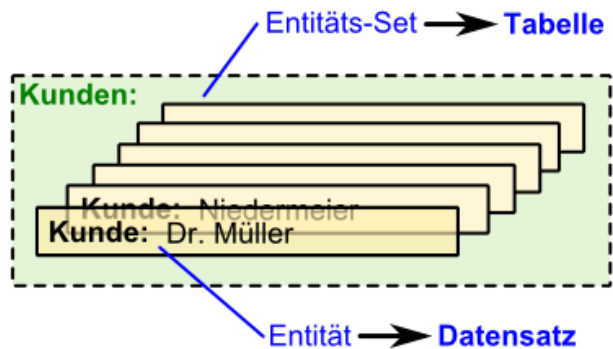 Entitäts-Set Tabelle
Kunden:
Kunde: Niedermeier
Kunde: Dr. Müller
Entität Datensatz